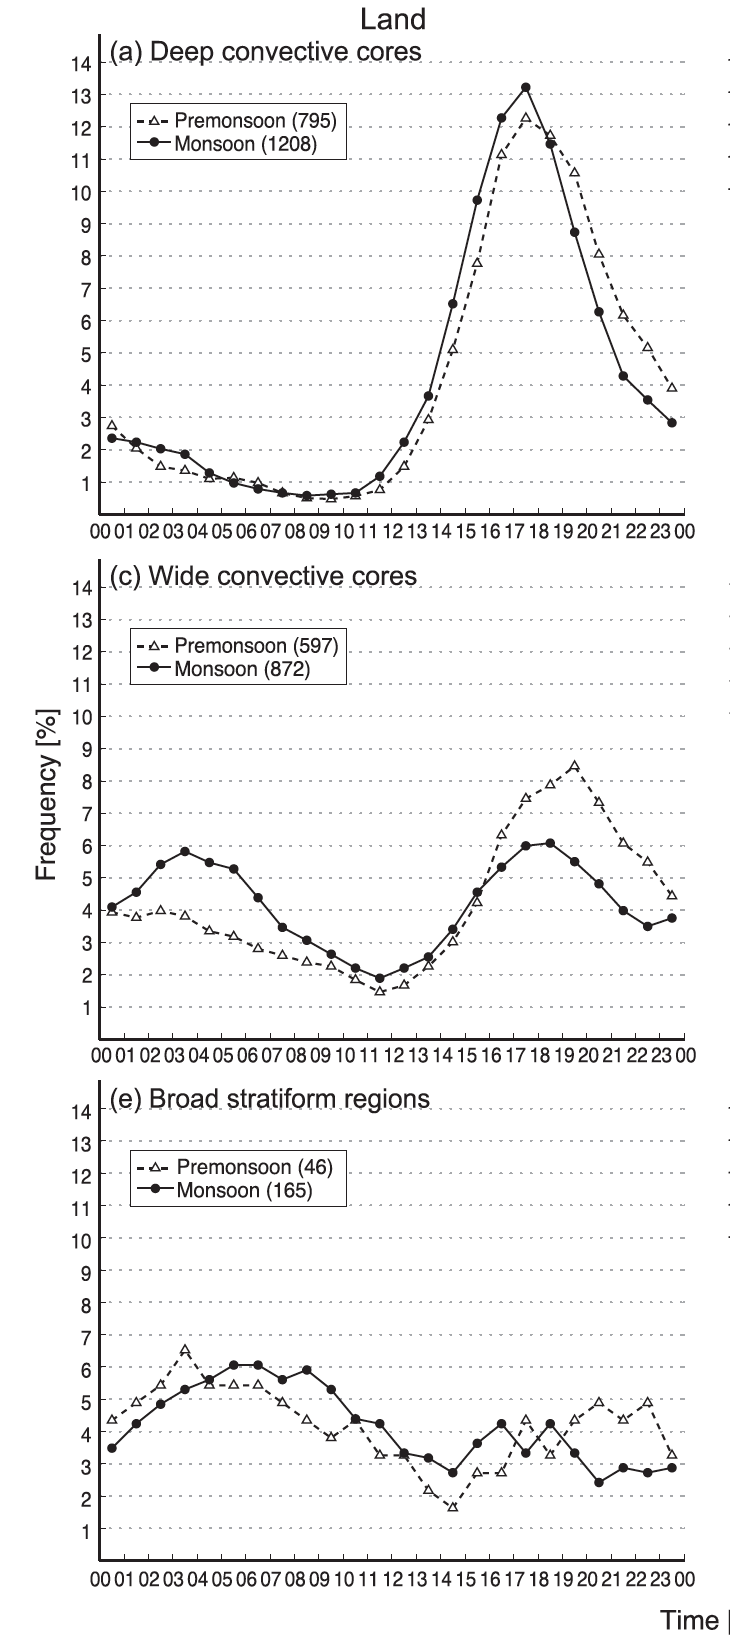 Land
(a) Deep convective cores
14
13
12
11
10
9
8
7
6
5
4
3
2
1
Premonsoon (795)
Monsoon (1208)
00 01 02 03 04 05 06 07 08 09 10 11 12 13 14 15 16 17 18 19 20 21 22 23 00
(c) Wide convective cores
14
13
12
11
10
9
8
7
6
5
4
3
2
1
Premonsoon (597)
Monsoon (872)
Frequency [%]
00 01 02 03 04 05 06 07 08 09 10 11 12 13 14 15 16 17 18 19 20 21 22 23 00
(e) Broad stratiform regions
14
13
12
11
10
9
8
7
6
5
4
3
2
1
Premonsoon (46)
Monsoon (165)
00 01 02 03 04 05 06 07 08 09 10 11 12 13 14 15 16 17 18 19 20 21 22 23 00
Time [